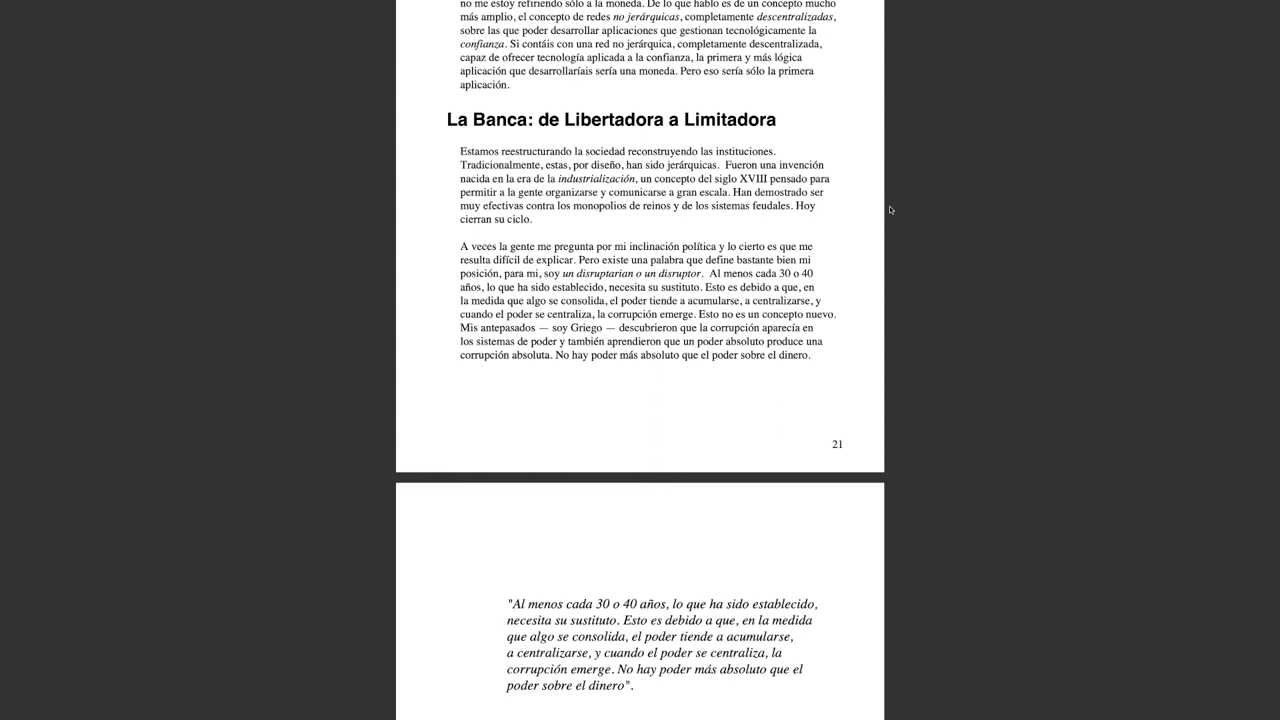 no me estoy refiriendo sólo a la moneda. De lo que hablo es de un concepto mucho
más amplio, el concepto de redes no jerárquicas, completamente descentralizadas,
sobre las que poder desarrollar aplicaciones que gestionan tecnológicamente la
confianza. Si contáis con una red no jerárquica, completamente descentralizada,
capaz de ofrecer tecnología aplicada a la confianza, la primera y más lógica
aplicación que desarrollaríais sería una moneda. Pero eso sería sólo la primera
aplicación.
La Banca: de Libertadora a Limitadora
Estamos reestructurando la sociedad reconstruyendo las instituciones.
Tradicionalmente, estas, por diseño, han sido jerárquicas. Fueron una invención
nacida en la era de la industrialización, un concepto del siglo XVIII pensado para
permitir a la gente organizarse y comunicarse a gran escala. Han demostrado ser
muy efectivas contra los monopolios de reinos y de los sistemas feudales. Hoy
cierran su ciclo.
A veces la gente me pregunta por mi inclinación política y lo cierto es que me
resulta difícil de explicar. Pero existe una palabra que define bastante bien mi
posición, para mi, soy un disruptarian o un disruptor. Al menos cada 30 o 40
años, lo que ha sido establecido, necesita su sustituto. Esto es debido a que, en
la medida que algo se consolida, el poder tiende a acumularse, a centralizarse, y
cuando el poder se centraliza, la corrupción emerge. Esto no es un concepto nuevo.
Mis antepasados — soy Griego — descubrieron que la corrupción aparecía en
los sistemas de poder y también aprendieron que un poder absoluto produce una
corrupción absoluta. No hay poder más absoluto que el poder sobre el dinero.
21
"Al menos cada 30 o 40 años, lo que ha sido establecido,
necesita su sustituto. Esto es debido a que, en la medida
que algo se consolida, el poder tiende a acumularse,
a centralizarse, y cuando el poder se centraliza, la
corrupción emerge. No hay poder más absoluto que el
poder sobre el dinero".